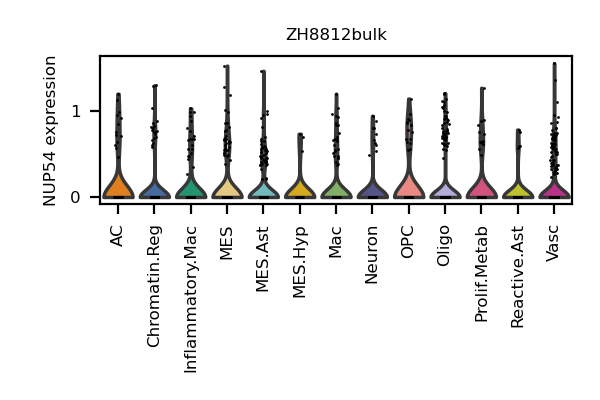 ZH8812bulk
NUP54 expression
1
0
AC
Chromatin.Reg
Inflammatory.Mac
MES
MES.Ast
MES.Hyp
Mac
Neuron
OPC
Oligo
Prolif.Metab
Reactive.Ast
Vasc